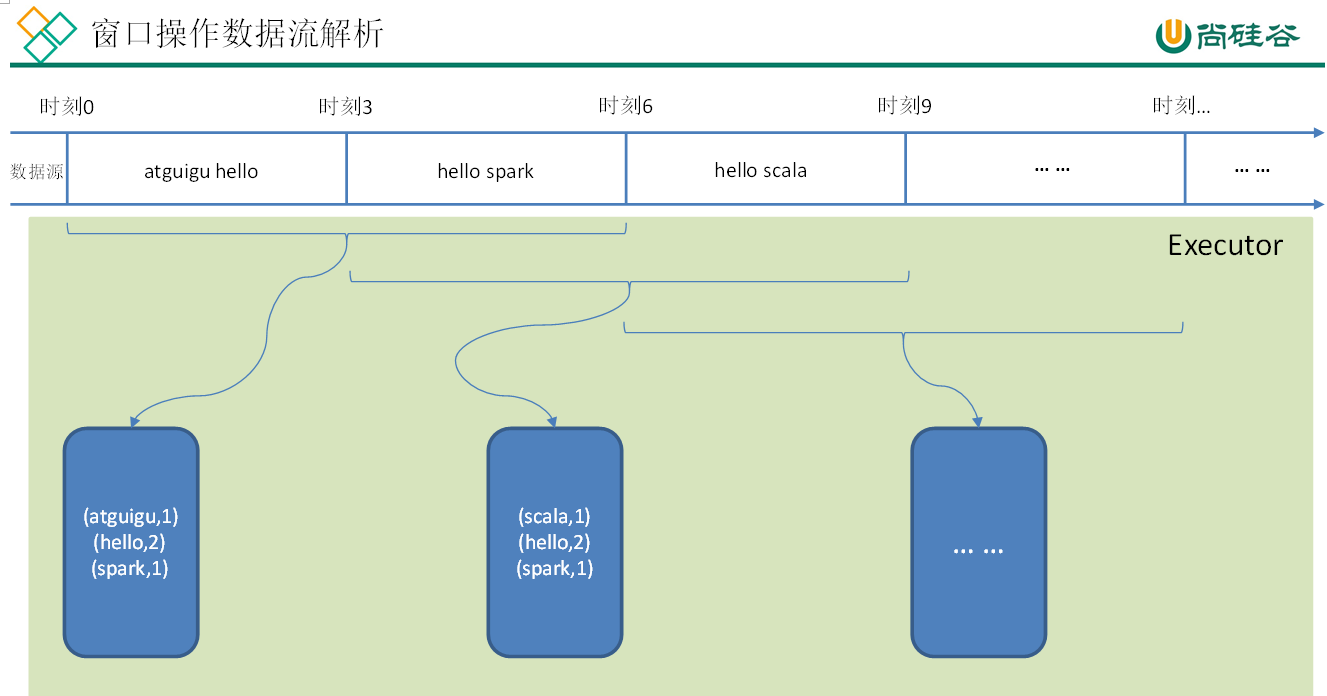 窗口操作数据流解析
尚硅谷
时刻0 时刻3 时刻6 时刻9 时刻...
数据源 atguigu hello hello spark hello scala ... ... ... ...
Executor
(atguigu,1)
(hello,2)
(spark,1)
(scala,1)
(hello,2)
(spark,1)
... ...